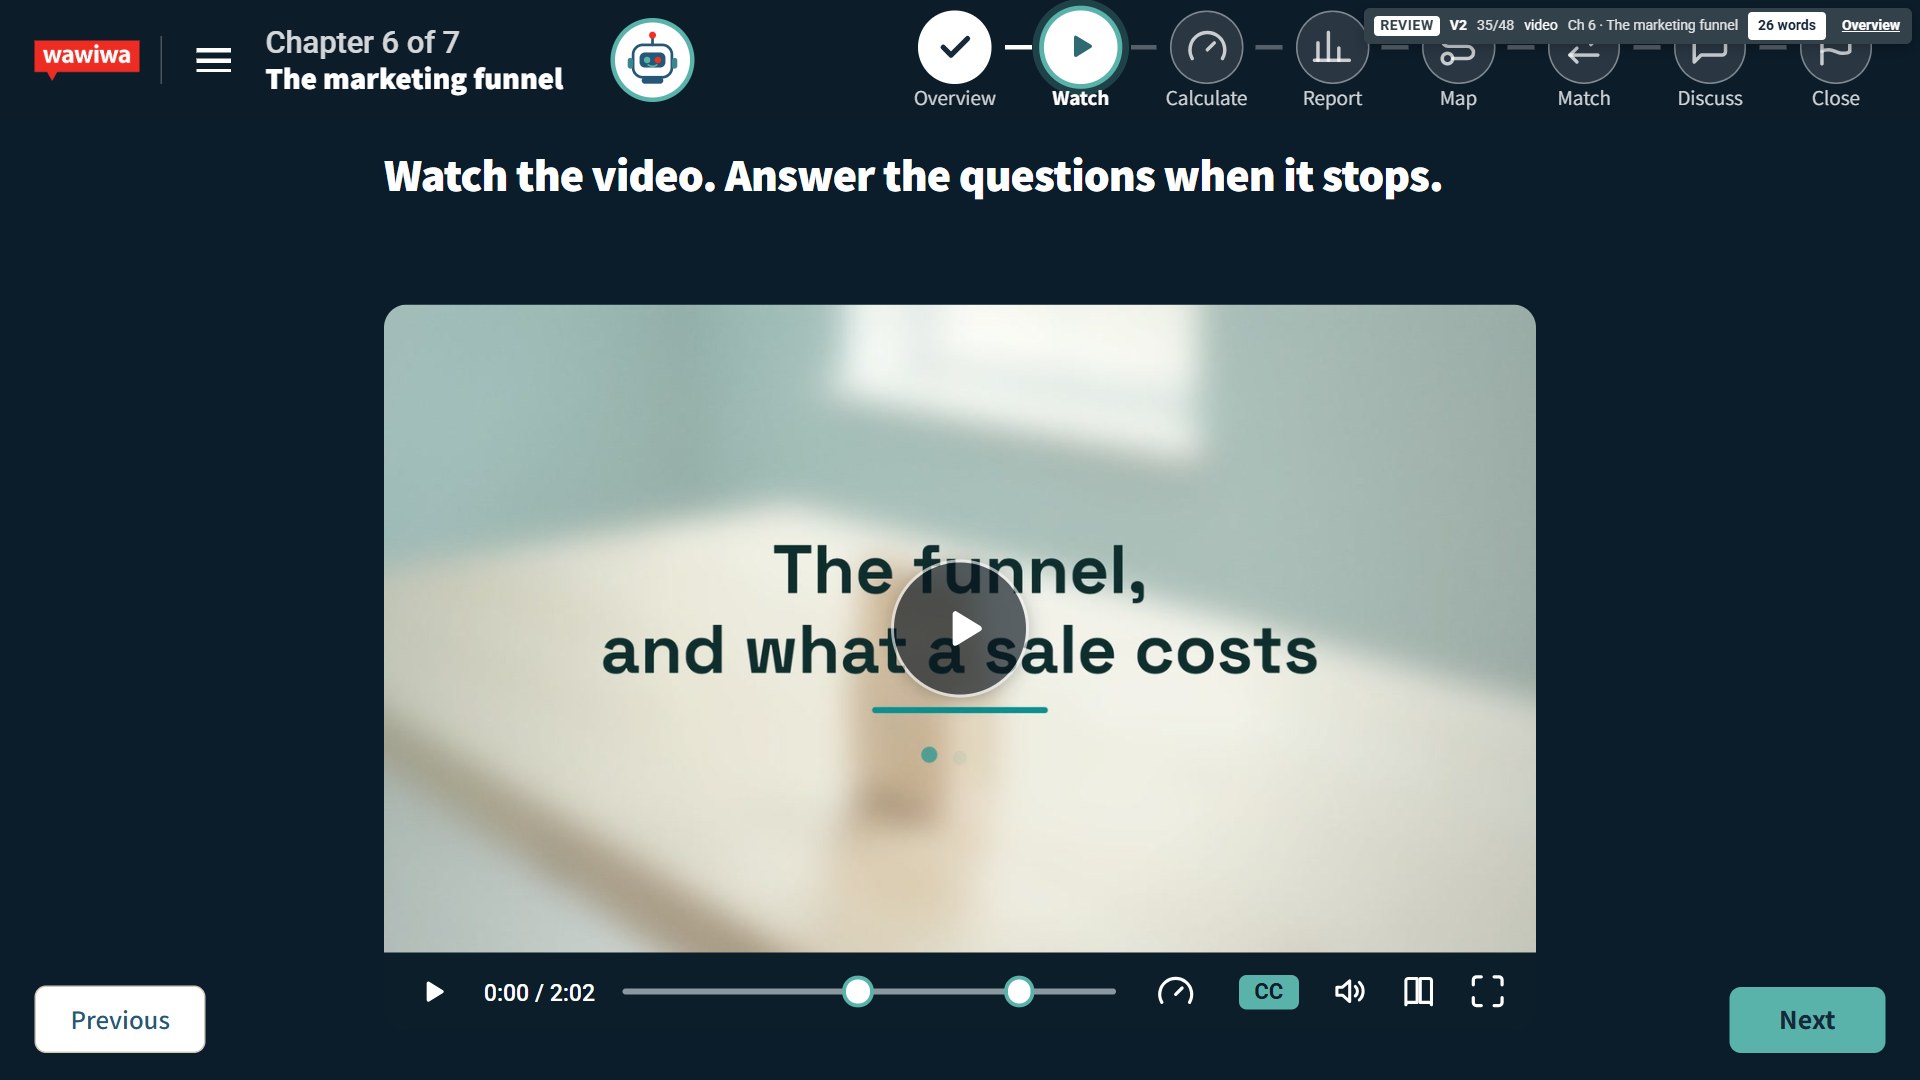 wawiwa
Chapter 6 of 7
The marketing funnel
REVIEW V2 35/48 video Ch 6 · The marketing funnel 26 words Overview
Overview
Watch
Calculate
Report
Map
Match
Discuss
Close
Watch the video. Answer the questions when it stops.
The funnel,
and what a sale costs
0:00 / 2:02
CC
Previous
Next